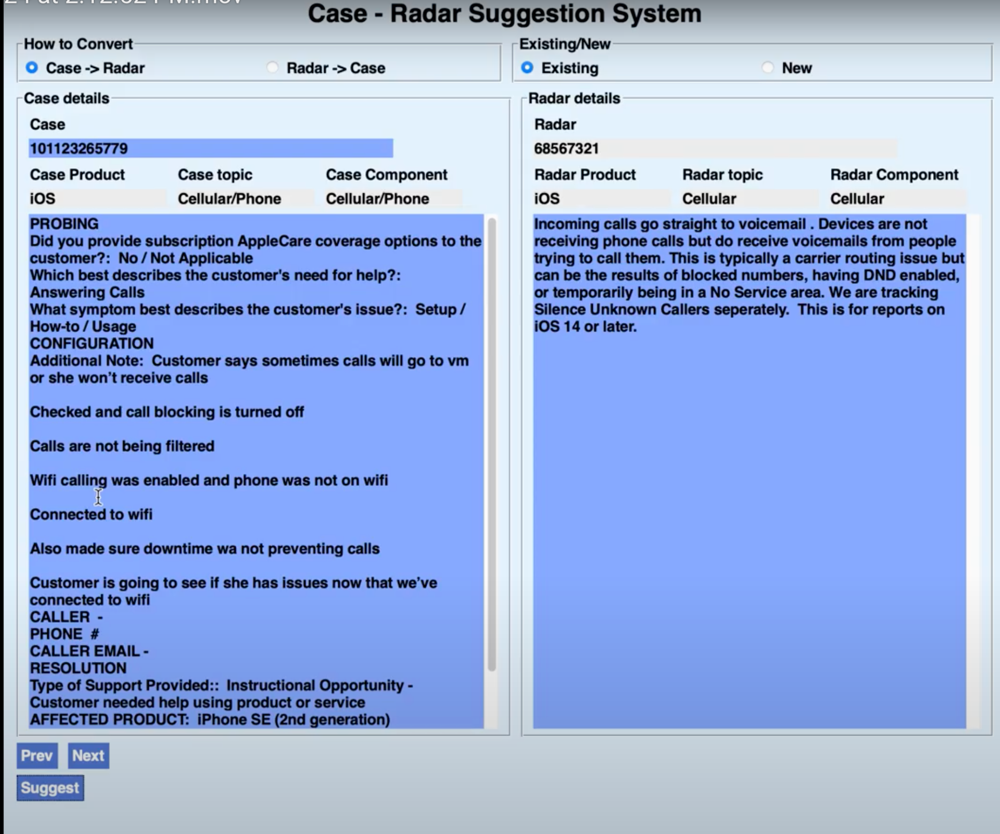 Case - Radar Suggestion System
How to Convert
Case -> Radar
Radar -> Case
Existing/New
Existing
New
Case details
Case
101123265779
Case Product
Case topic
Case Component
iOS
Cellular/Phone
Cellular/Phone
PROBING
Did you provide subscription AppleCare coverage options to the
customer?: No / Not Applicable
Which best describes the customer's need for help?:
Answering Calls
What symptom best describes the customer's issue?: Setup /
How-to / Usage
CONFIGURATION
Additional Note: Customer says sometimes calls will go to vm
or she won’t receive calls
Checked and call blocking is turned off
Calls are not being filtered
Wifi calling was enabled and phone was not on wifi
Connected to wifi
Also made sure downtime wa not preventing calls
Customer is going to see if she has issues now that we’ve
connected to wifi
CALLER -
PHONE #
CALLER EMAIL -
RESOLUTION
Type of Support Provided:: Instructional Opportunity -
Customer needed help using product or service
AFFECTED PRODUCT: iPhone SE (2nd generation)
Radar details
Radar
68567321
Radar Product
Radar topic
Radar Component
iOS
Cellular
Cellular
Incoming calls go straight to voicemail . Devices are not
receiving phone calls but do receive voicemails from people
trying to call them. This is typically a carrier routing issue but
can be the results of blocked numbers, having DND enabled,
or temporarily being in a No Service area. We are tracking
Silence Unknown Callers seperately. This is for reports on
iOS 14 or later.
Prev
Next
Suggest